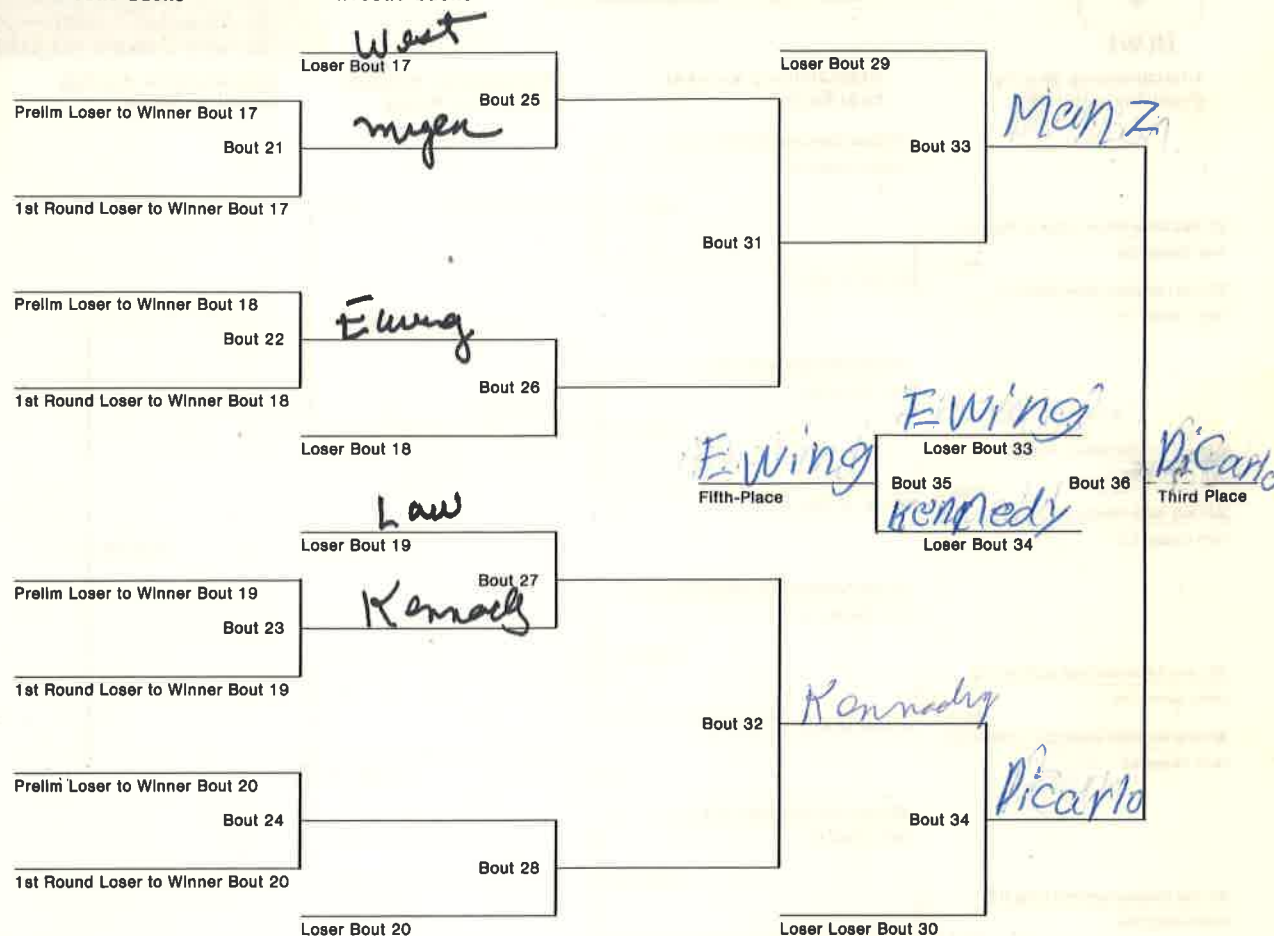 West
Loser Bout 17
Loser Bout 29
Prelim Loser to Winner Bout 17
Bout 25
Manz
Bout 21
Bout 33
1st Round Loser to Winner Bout 17
Bout 31
Prelim Loser to Winner Bout 18
Ewing
Bout 22
Bout 26
1st Round Loser to Winner Bout 18
Ewing
Loser Bout 18
Loser Bout 33
Ewing
Fifth-Place
Bout 35
Bout 36
DiCarlo
Third Place
Kennedy
Loser Bout 34
Law
Loser Bout 19
Prelim Loser to Winner Bout 19
Bout 27
Bout 23
Kennedy
1st Round Loser to Winner Bout 19
Bout 32
Kennady
Prelim Loser to Winner Bout 20
Bout 24
Bout 34
Dicarlo
1st Round Loser to Winner Bout 20
Bout 28
Loser Bout 20
Loser Loser Bout 30